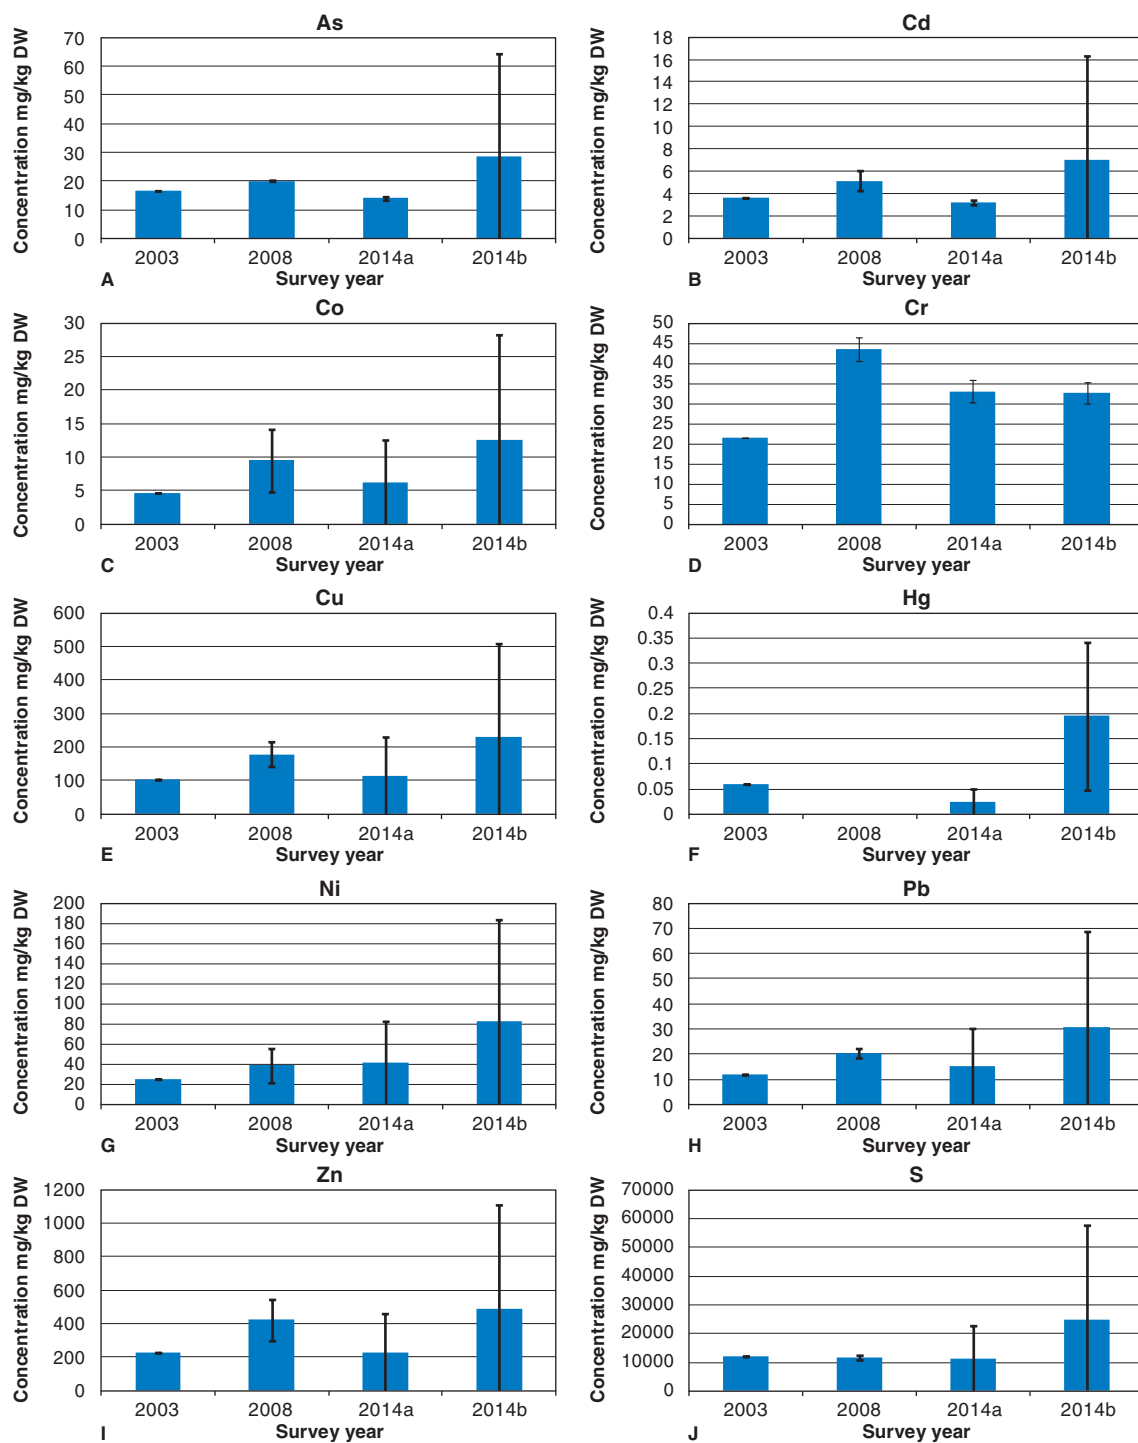 As
Concentration mg/kg DW
70
60
50
40
30
20
10
0
2003 2008 2014a 2014b
A Survey year
Cd
Concentration mg/kg DW
18
16
14
12
10
8
6
4
2
0
2003 2008 2014a 2014b
B Survey year
Co
Concentration mg/kg DW
30
25
20
15
10
5
0
2003 2008 2014a 2014b
C Survey year
Cr
Concentration mg/kg DW
50
45
40
35
30
25
20
15
10
5
0
2003 2008 2014a 2014b
D Survey year
Cu
Concentration mg/kg DW
600
500
400
300
200
100
0
2003 2008 2014a 2014b
E Survey year
Hg
Concentration mg/kg DW
0.4
0.35
0.3
0.25
0.2
0.15
0.1
0.05
0
2003 2008 2014a 2014b
F Survey year
Ni
Concentration mg/kg DW
200
180
160
140
120
100
80
60
40
20
0
2003 2008 2014a 2014b
G Survey year
Pb
Concentration mg/kg DW
80
70
60
50
40
30
20
10
0
2003 2008 2014a 2014b
H Survey year
Zn
Concentration mg/kg DW
1200
1000
800
600
400
200
0
2003 2008 2014a 2014b
I Survey year
S
Concentration mg/kg DW
70000
60000
50000
40000
30000
20000
10000
0
2003 2008 2014a 2014b
J Survey year